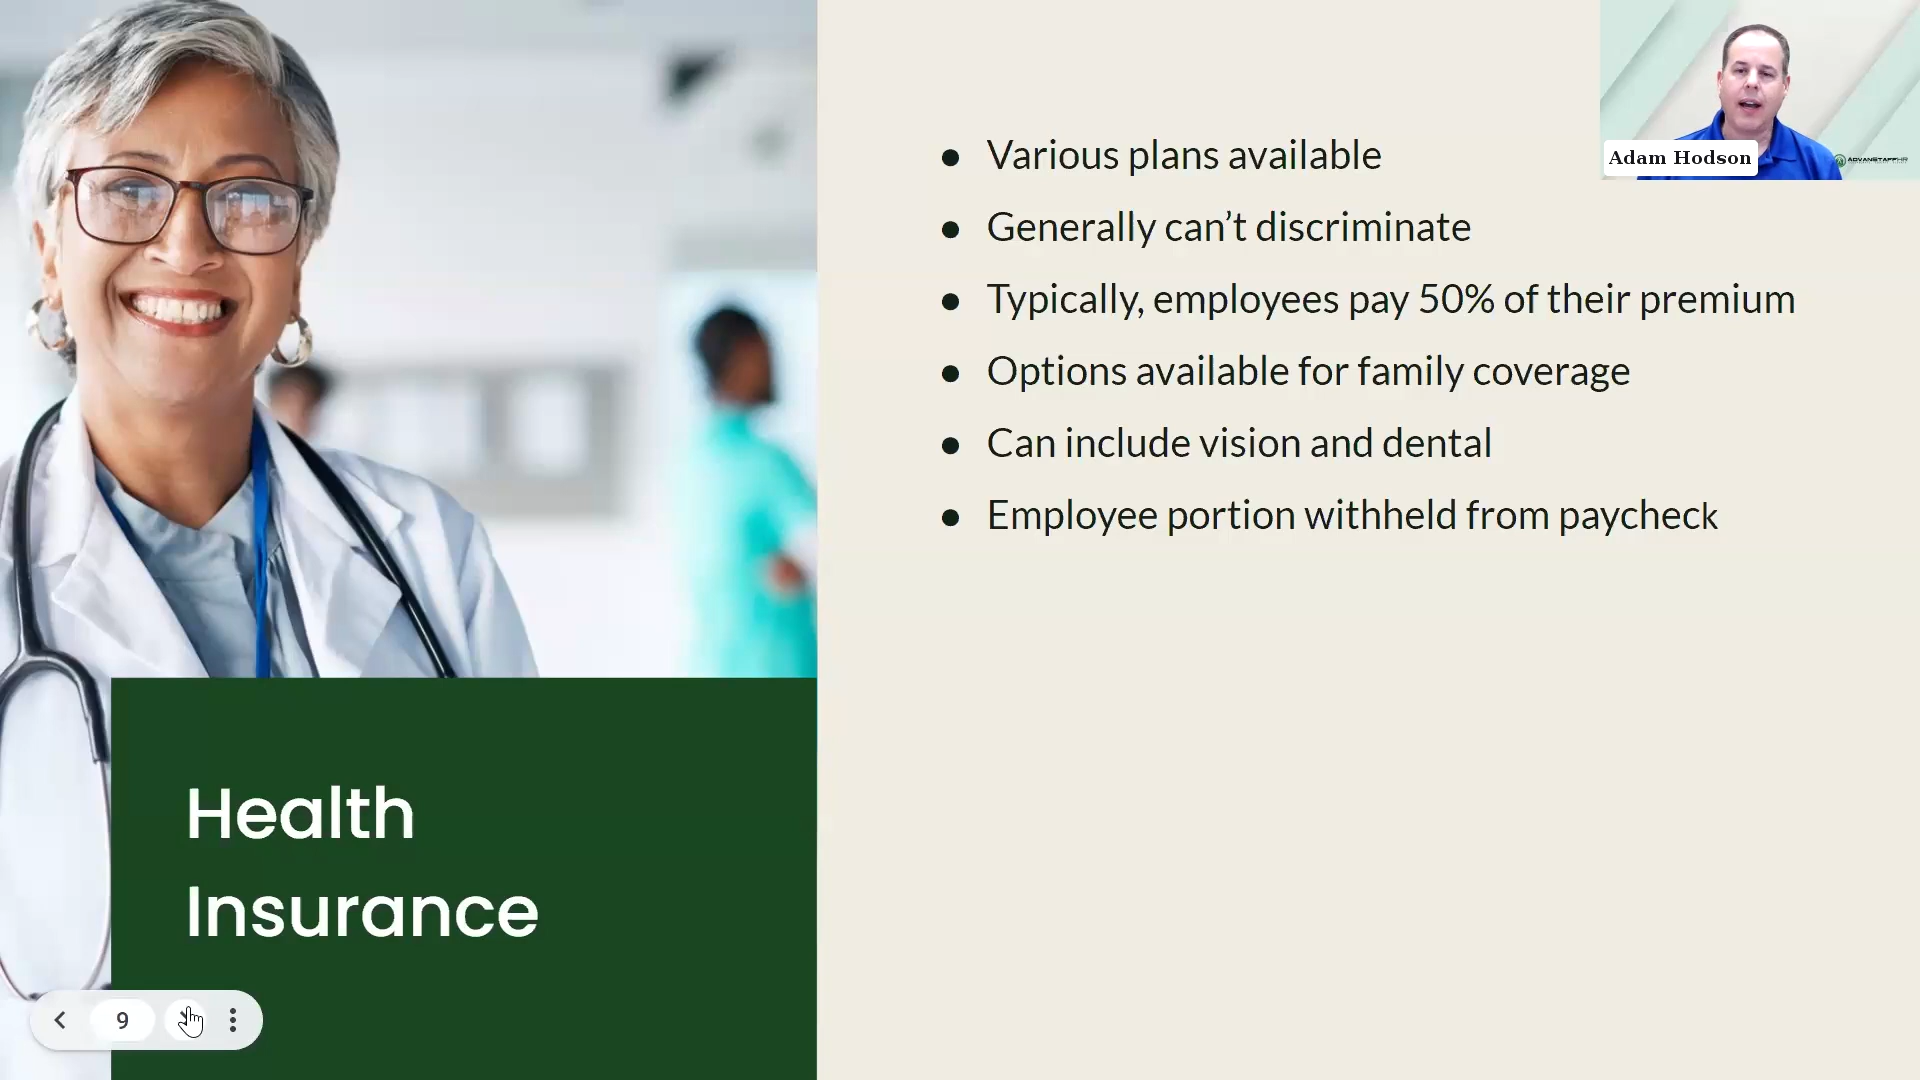 Various plans available
Generally can’t discriminate
Typically, employees pay 50% of their premium
Options available for family coverage
Can include vision and dental
Employee portion withheld from paycheck
Adam Hodson
ADVANSTAFFHR
Health
Insurance
9